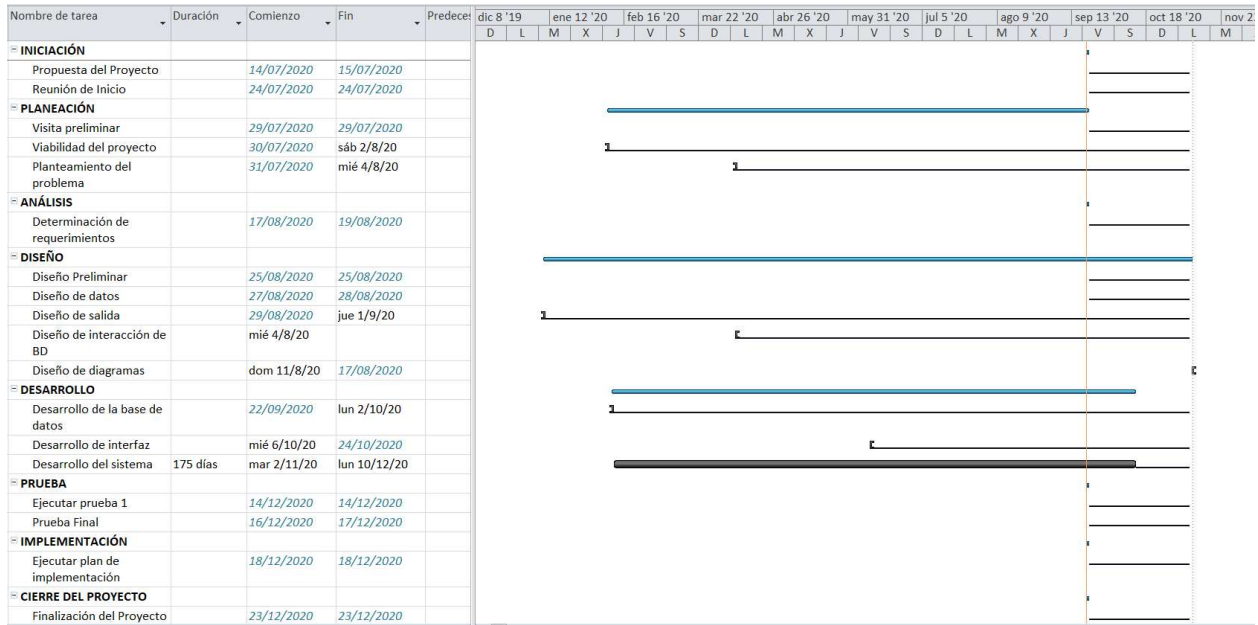 Nombre de tarea Duración Comienzo Fin Predeces dic 8 '19 ene 12 '20 feb 16 '20 mar 22 '20 abr 26 '20 may 31 '20 jul 5 '20 ago 9 '20 sep 13 '20 oct 18 '20 nov 2
D L M X J V S D L M X J V S D L M X J V S D L M
INICIACIÓN
Propuesta del Proyecto 14/07/2020 15/07/2020
Reunión de Inicio 24/07/2020 24/07/2020
PLANEACIÓN
Visita preliminar 29/07/2020 29/07/2020
Viabilidad del proyecto 30/07/2020 sáb 2/8/20
Planteamiento del 31/07/2020 mié 4/8/20
problema
ANÁLISIS
Determinación de 17/08/2020 19/08/2020
requerimientos
DISEÑO
Diseño Preliminar 25/08/2020 25/08/2020
Diseño de datos 27/08/2020 28/08/2020
Diseño de salida 29/08/2020 jue 1/9/20
Diseño de interacción de mié 4/8/20
BD
Diseño de diagramas dom 11/8/20 17/08/2020
DESARROLLO
Desarrollo de la base de 22/09/2020 lun 2/10/20
datos
Desarrollo de interfaz mié 6/10/20 24/10/2020
Desarrollo del sistema 175 días mar 2/11/20 lun 10/12/20
PRUEBA
Ejecutar prueba 1 14/12/2020 14/12/2020
Prueba Final 16/12/2020 17/12/2020
IMPLEMENTACIÓN
Ejecutar plan de 18/12/2020 18/12/2020
implementación
CIERRE DEL PROYECTO
Finalización del Proyecto 23/12/2020 23/12/2020